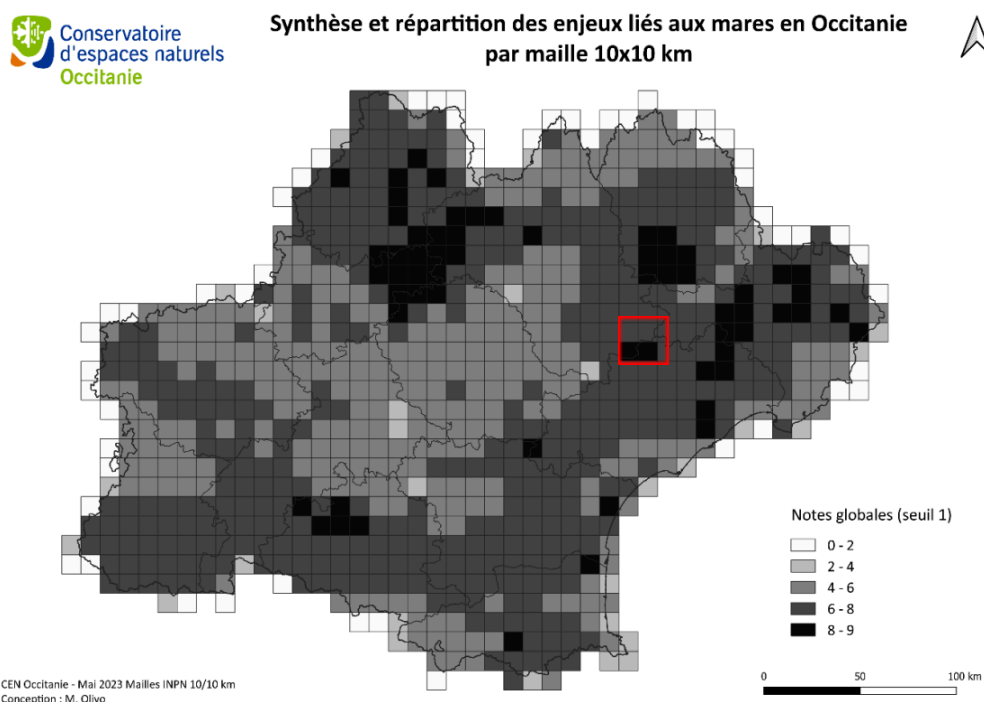 Conservatoire
d'espaces naturels
Occitanie
Synthèse et répartition des enjeux liés aux mares en Occitanie
par maille 10x10 km
Notes globales (seuil 1)
0 - 2
2 - 4
4 - 6
6 - 8
8 - 9
0 50 100 km
CEN Occitanie - Mai 2023 Mailles INPN 10/10 km
Conception : M. Olivo